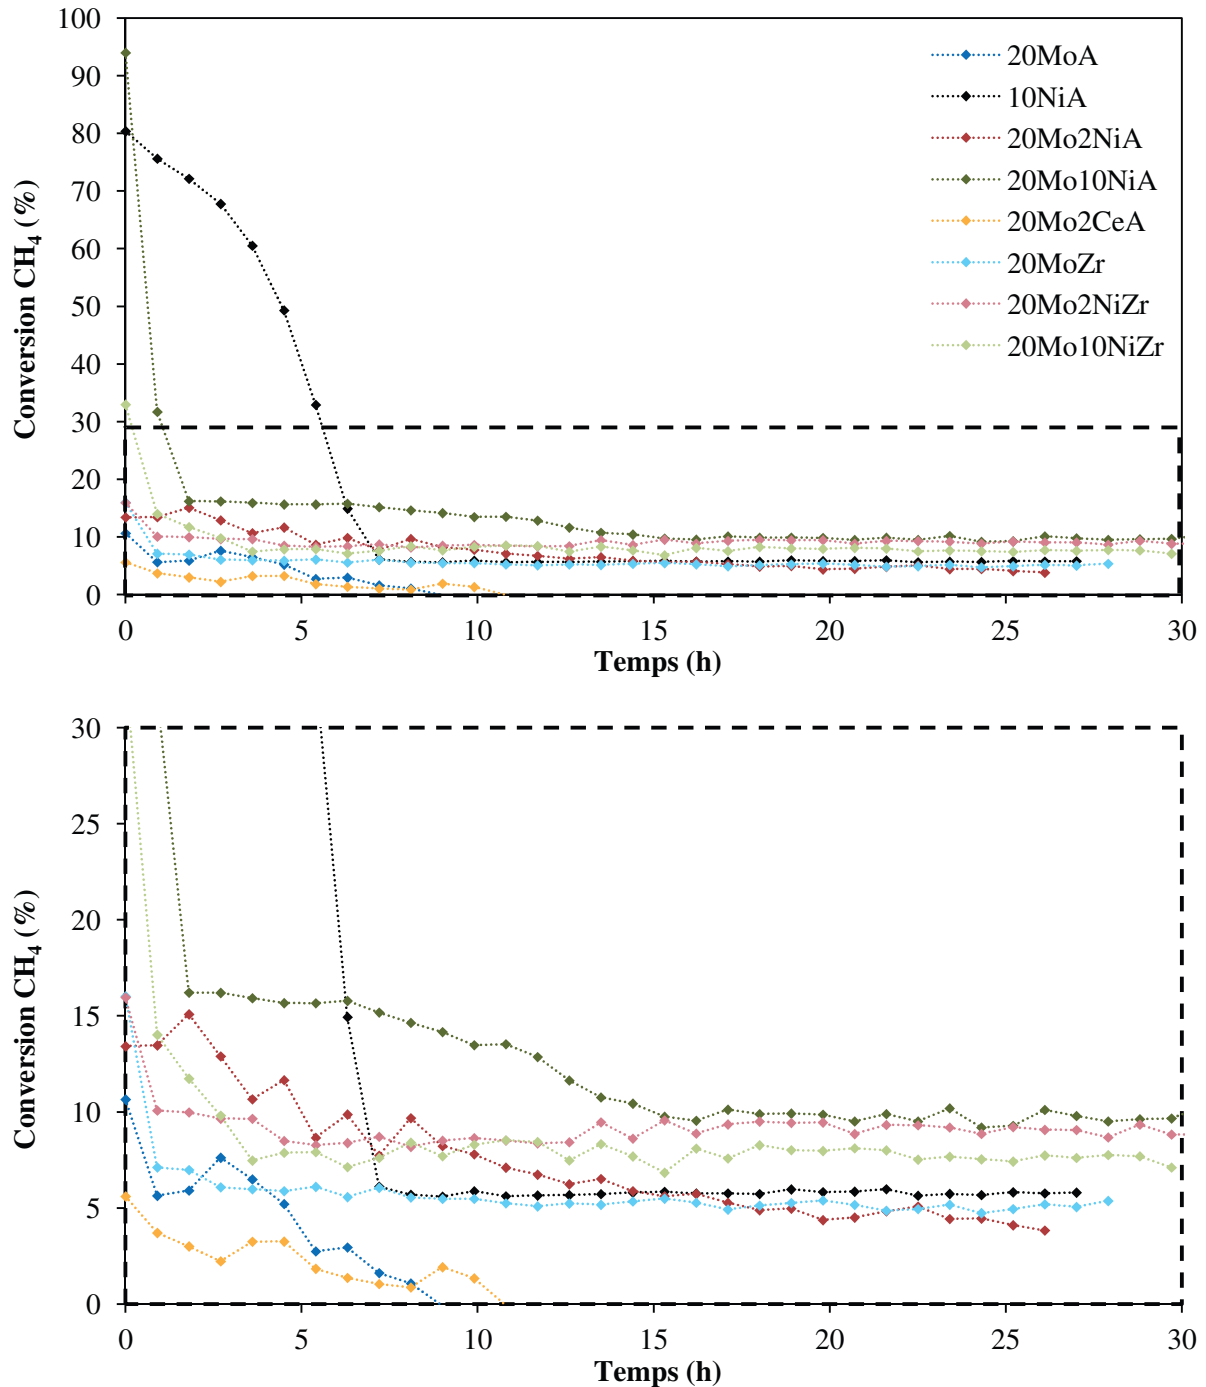 Conversion CH4 (%)
100
90
80
70
60
50
40
30
20
10
0
20MoA
10NiA
20Mo2NiA
20Mo10NiA
20Mo2CeA
20MoZr
20Mo2NiZr
20Mo10NiZr
0 5 10 15 20 25 30
Temps (h)
Conversion CH4 (%)
30
25
20
15
10
5
0
0 5 10 15 20 25 30
Temps (h)